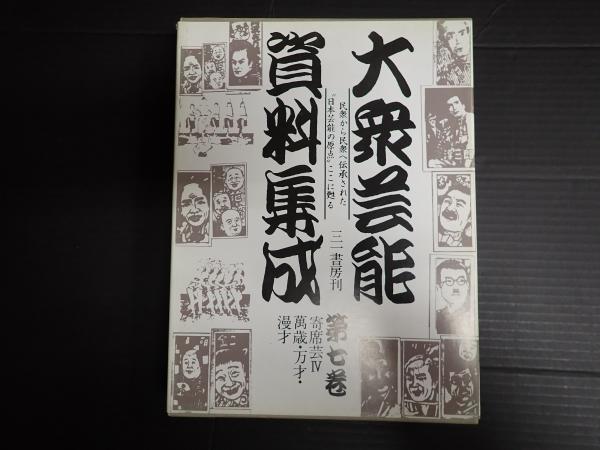 大衆芸能
資料集成
民衆から民衆へ伝承された
"日本芸能の原点"ここに甦る
三一書房刊
第七巻
寄席芸Ⅳ
萬歳・万才・
漫才